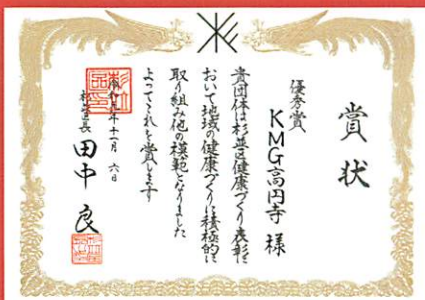 賞状
優秀賞
KMG高円寺 様
貴団体は杉並区健康づくり表彰に
おいて地域の健康づくりに積極的に
取り組み他の模範となりました
よってこれを賞します
年十一月 六日
杉並区長 田中 良